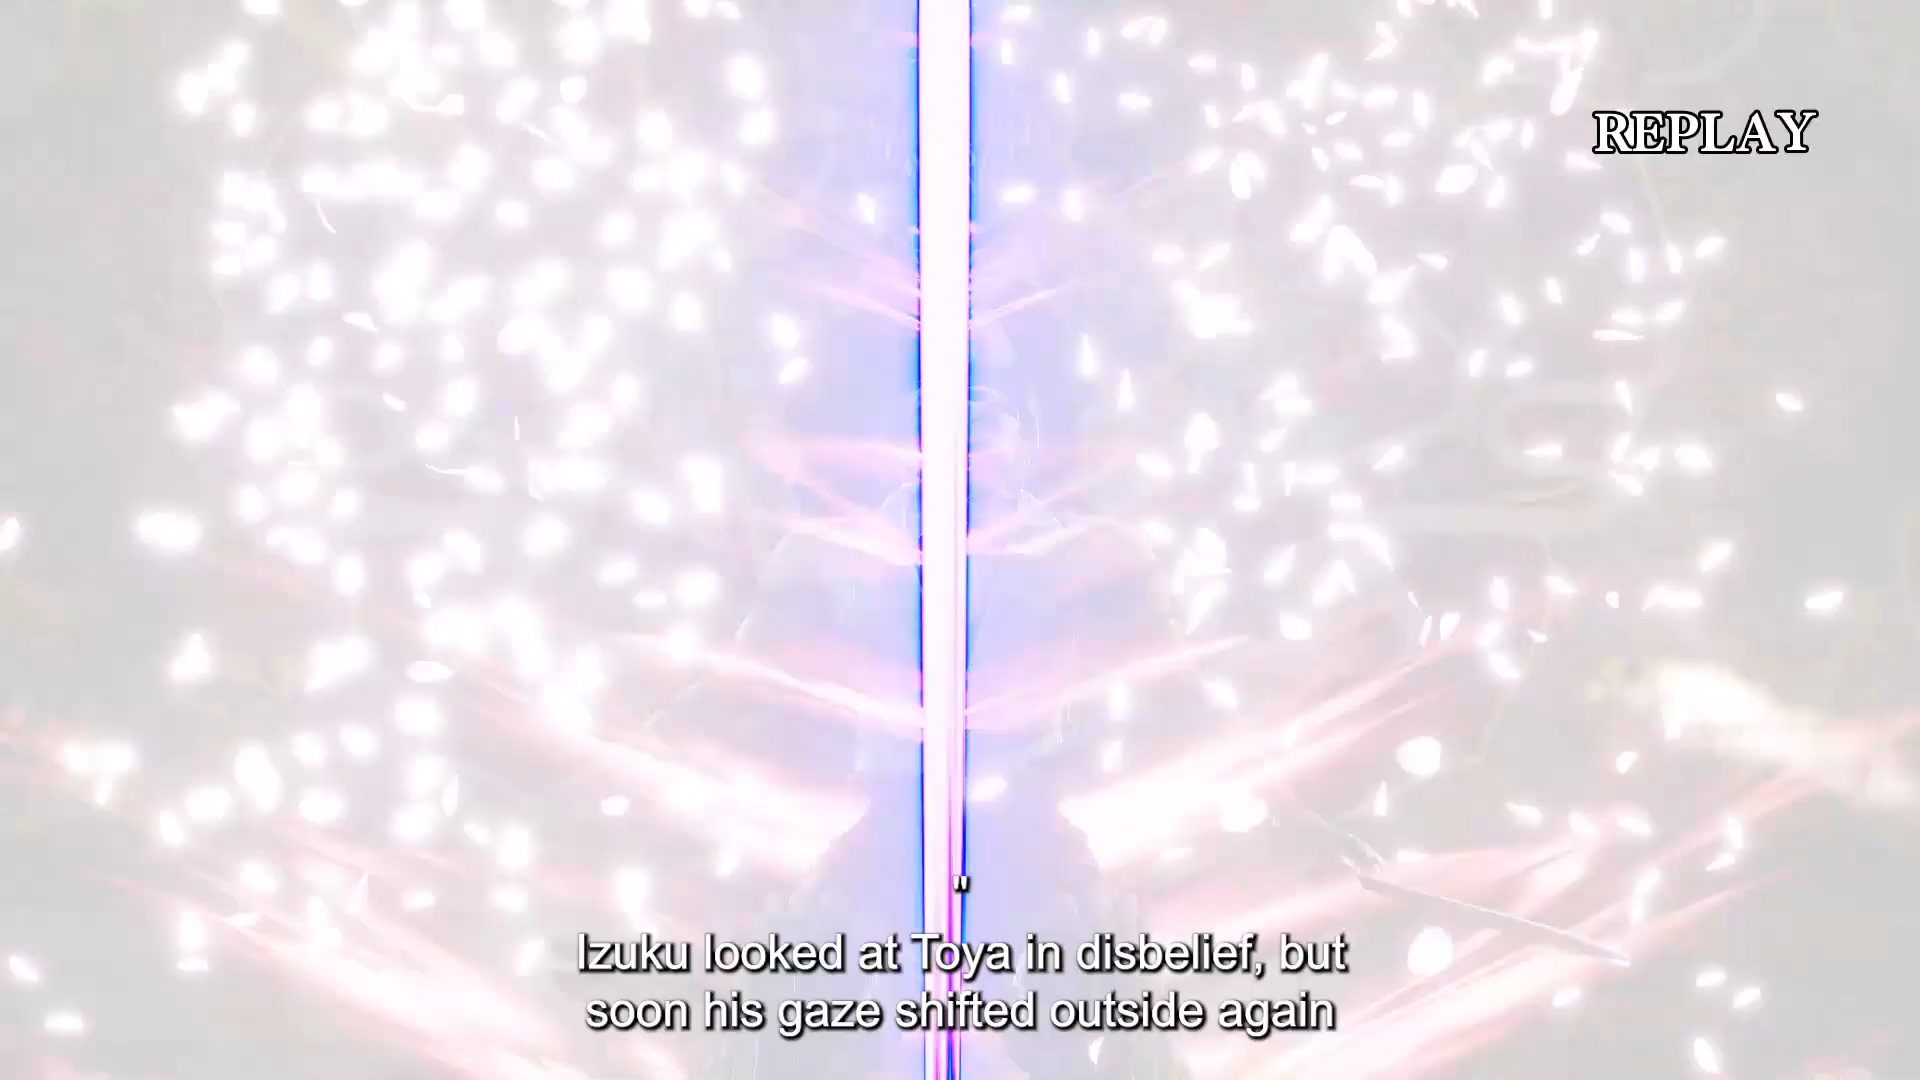 REPLAY
"
Izuku looked at Toya in disbelief, but
soon his gaze shifted outside again